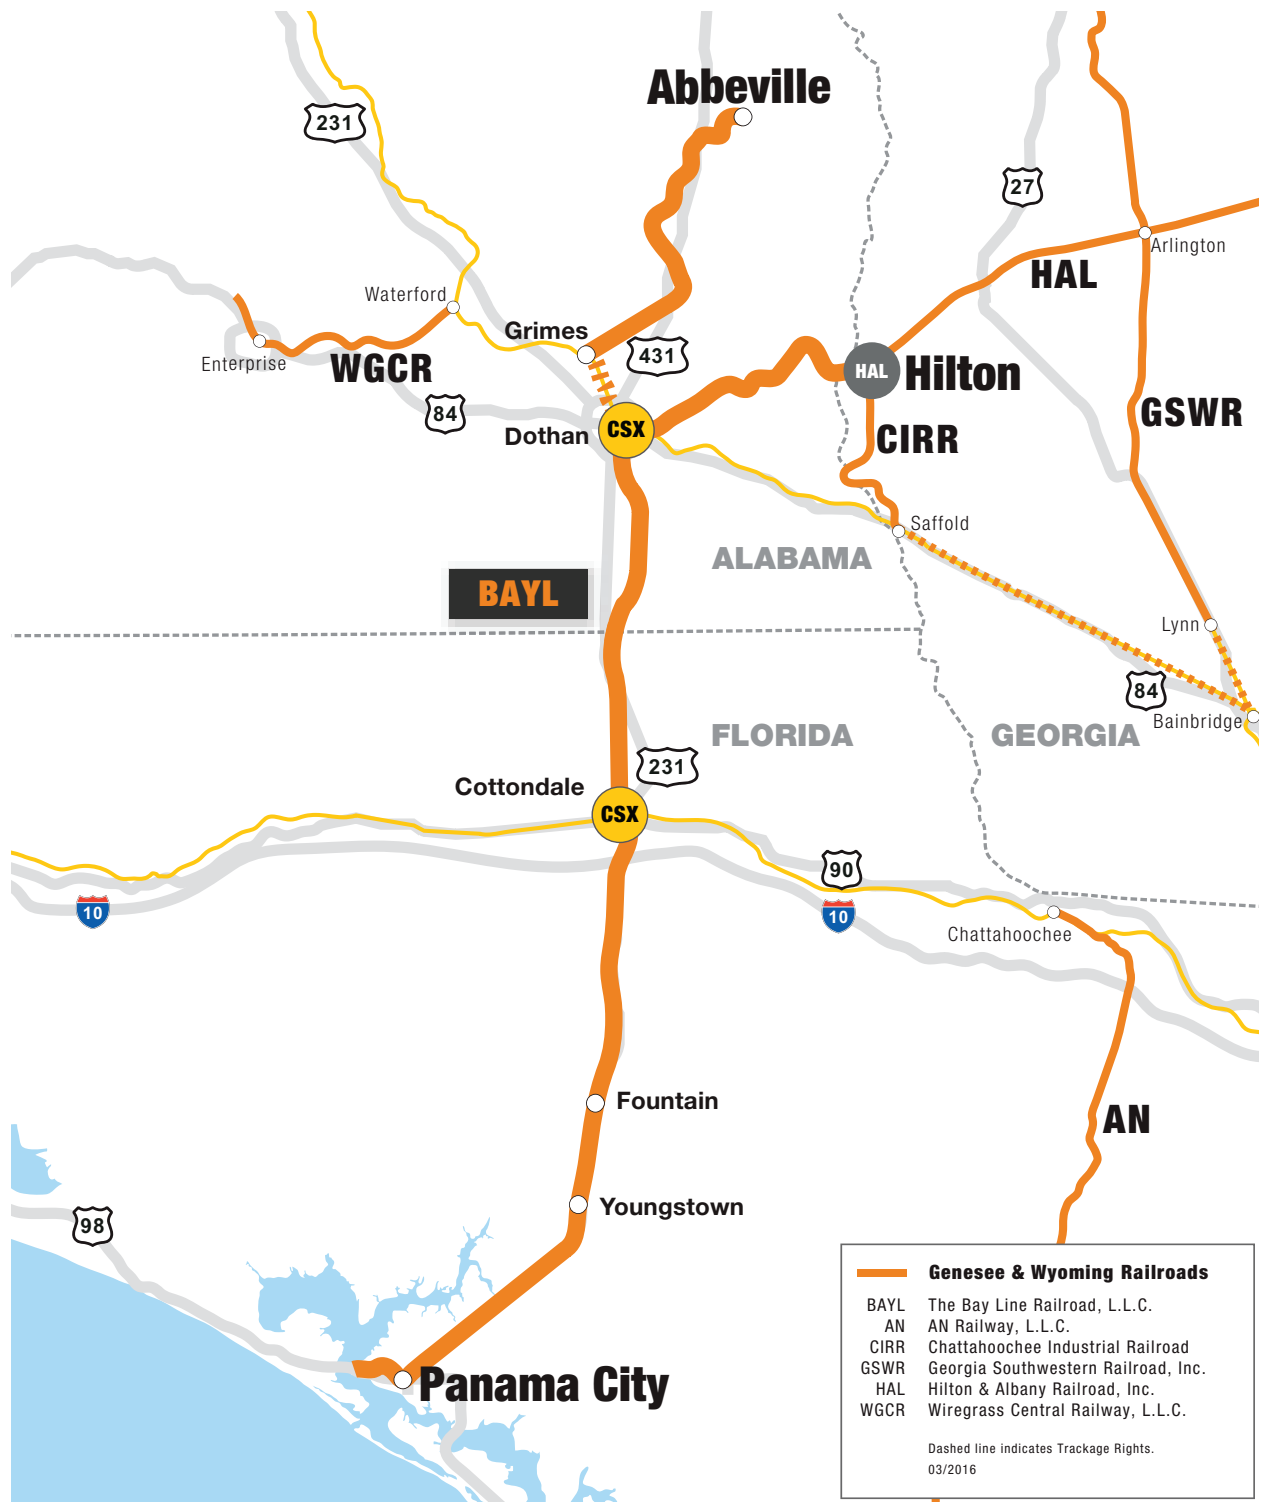 Abbeville
231
27
Arlington
HAL
Waterford
Grimes
431
Enterprise
WGCR
HAL
Hilton
84
GSWR
Dothan
CSX
CIRR
Saffold
ALABAMA
BAYL
Lynn
84
Bainbridge
FLORIDA
GEORGIA
231
Cottondale
CSX
90
10
10
Chattahoochee
Fountain
AN
Youngstown
98
Panama City
Genesee & Wyoming Railroads
BAYL The Bay Line Railroad, L.L.C.
AN AN Railway, L.L.C.
CIRR Chattahoochee Industrial Railroad
GSWR Georgia Southwestern Railroad, Inc.
HAL Hilton & Albany Railroad, Inc.
WGCR Wiregrass Central Railway, L.L.C.
Dashed line indicates Trackage Rights.
03/2016